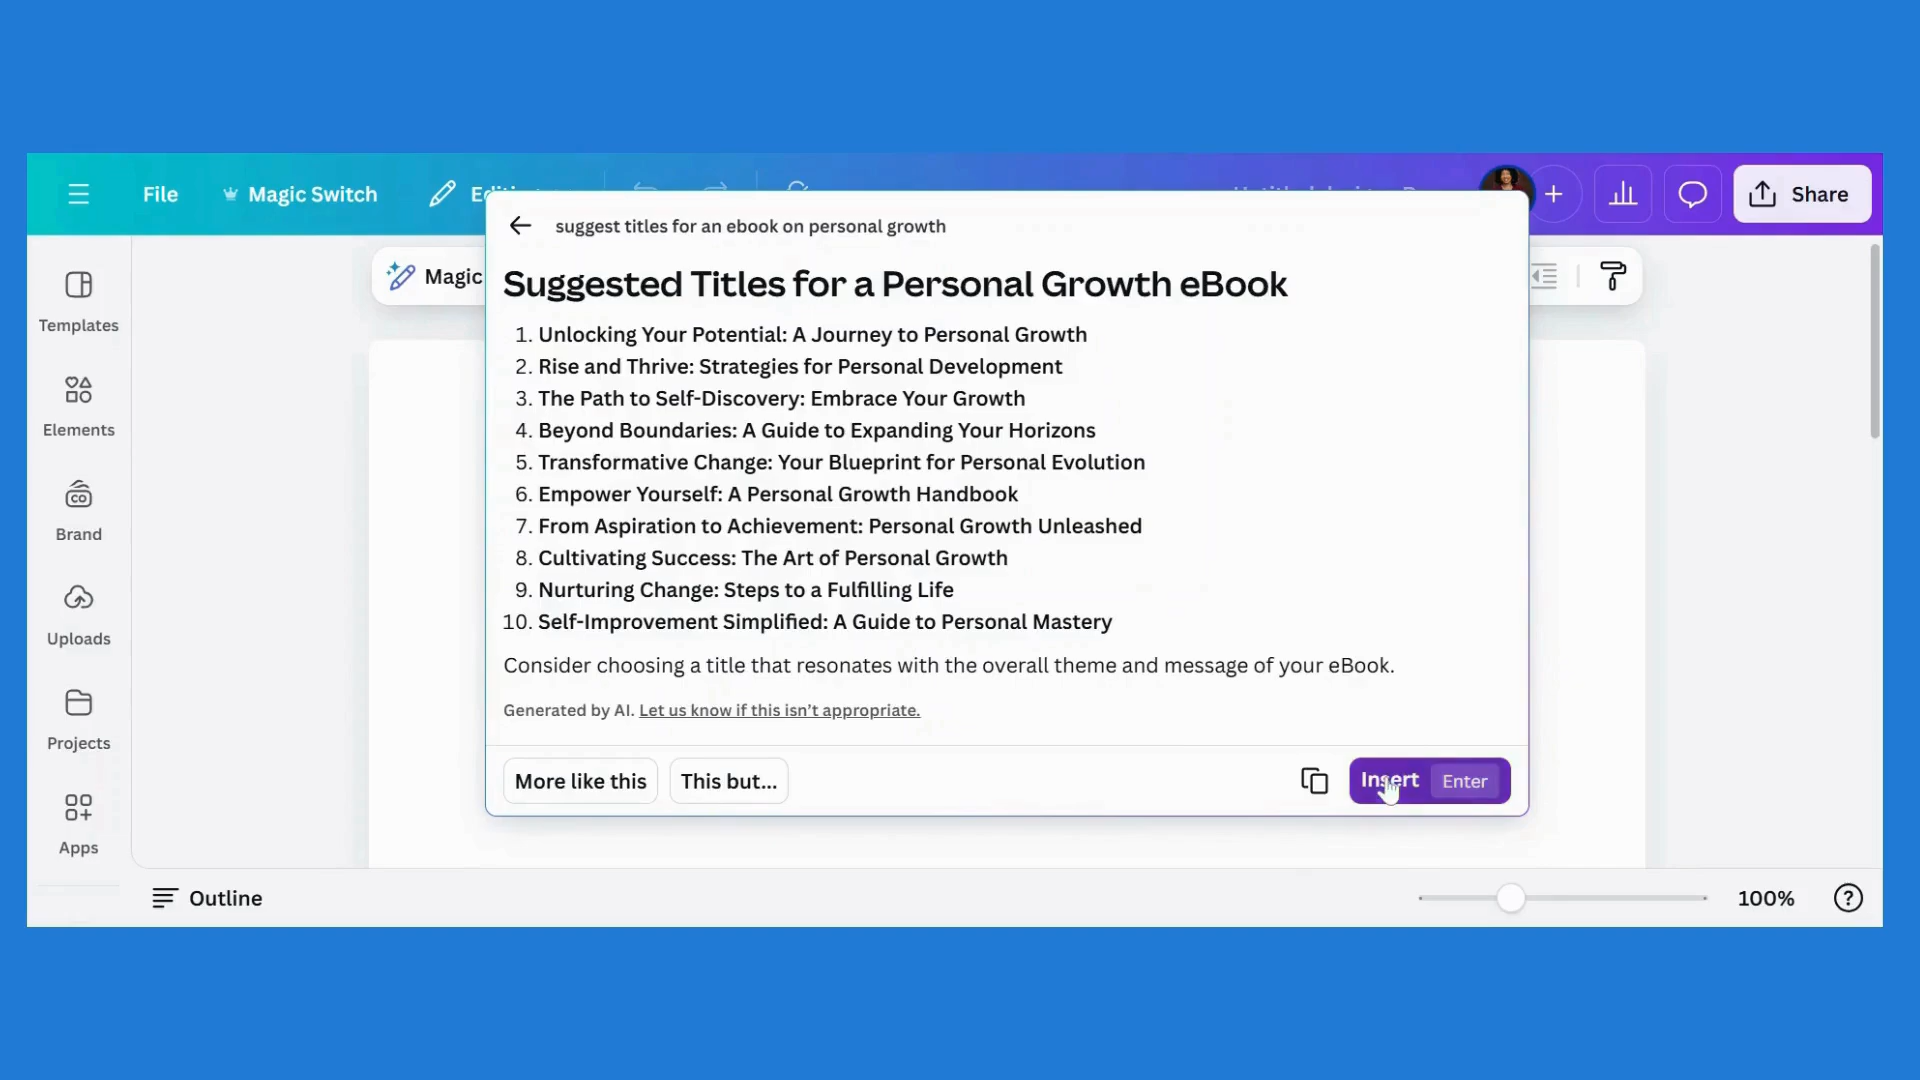 File
Magic Switch
Share
suggest titles for an ebook on personal growth
Templates
Elements
Brand
CO
Uploads
Projects
Apps
Magic
Suggested Titles for a Personal Growth eBook
1. Unlocking Your Potential: A Journey to Personal Growth
2. Rise and Thrive: Strategies for Personal Development
3. The Path to Self-Discovery: Embrace Your Growth
4. Beyond Boundaries: A Guide to Expanding Your Horizons
5. Transformative Change: Your Blueprint for Personal Evolution
6. Empower Yourself: A Personal Growth Handbook
7. From Aspiration to Achievement: Personal Growth Unleashed
8. Cultivating Success: The Art of Personal Growth
9. Nurturing Change: Steps to a Fulfilling Life
10. Self-Improvement Simplified: A Guide to Personal Mastery
Consider choosing a title that resonates with the overall theme and message of your eBook.
Generated by AI. Let us know if this isn't appropriate.
More like this
This but...
Insert Enter
Outline
100%
?